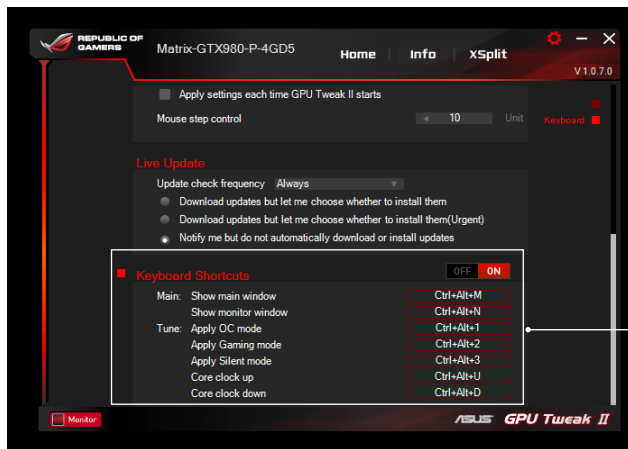 REPUBLIC OF
GAMERS
Matrix-GTX980-P-4GD5
Home
Info
XSplit
V 1.0.7.0
Apply settings each time GPU Tweak II starts
Mouse step control
10
Unit
Keyboard
Live Update
Update check frequency Always
Download updates but let me choose whether to install them
Download updates but let me choose whether to install them(Urgent)
Notify me but do not automatically download or install updates
Keyboard Shortcuts
OFF ON
Main: Show main window Ctrl+Alt+M
Show monitor window Ctrl+Alt+N
Tune: Apply OC mode Ctrl+Alt+1
Apply Gaming mode Ctrl+Alt+2
Apply Silent mode Ctrl+Alt+3
Core clock up Ctrl+Alt+U
Core clock down Ctrl+Alt+D
Monitor
ASUS GPU Tweak II